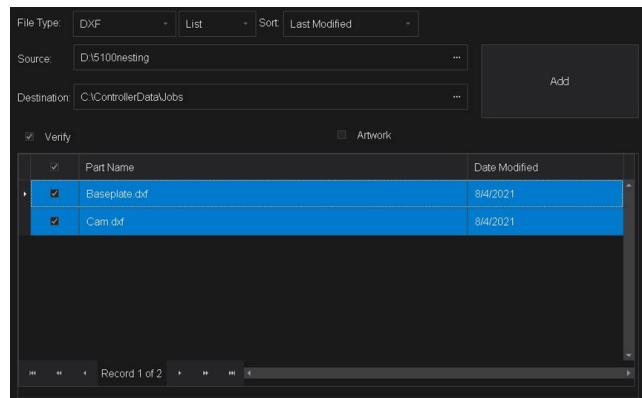 File Type: DXF List Sort: Last Modified
Source: D:\5100nesting ...
Add
Destination: C:\ControllerData\Jobs ...
Verify Artwork
Part Name Date Modified
Baseplate.dxf 8/4/2021
Cam.dxf 8/4/2021
Record 1 of 2